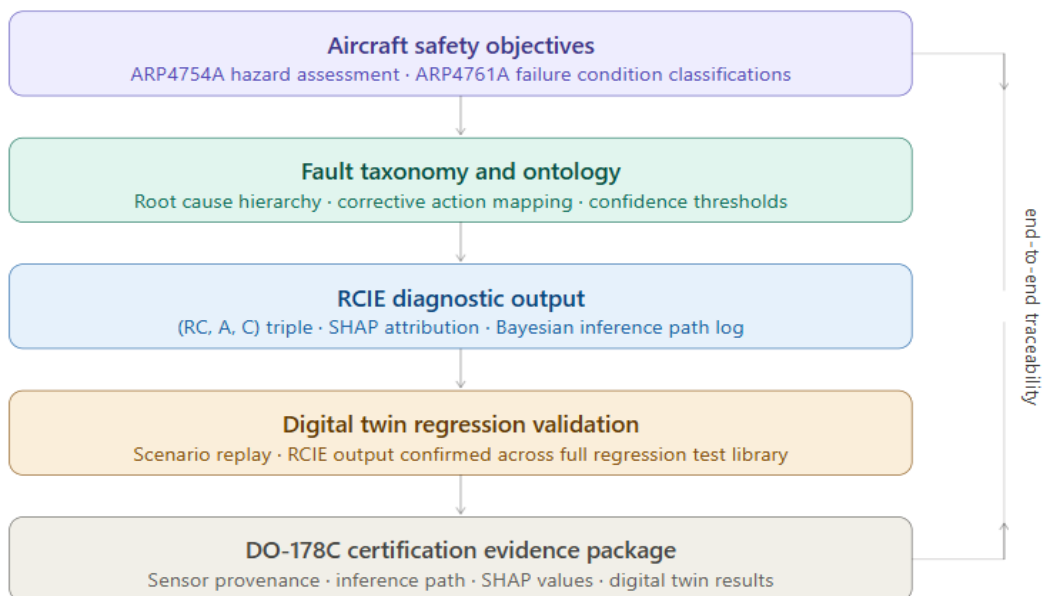 Aircraft safety objectives
ARP4754A hazard assessment · ARP4761A failure condition classifications
Fault taxonomy and ontology
Root cause hierarchy · corrective action mapping · confidence thresholds
RCIE diagnostic output
(RC, A, C) triple · SHAP attribution · Bayesian inference path log
Digital twin regression validation
Scenario replay · RCIE output confirmed across full regression test library
DO-178C certification evidence package
Sensor provenance · inference path · SHAP values · digital twin results
end-to-end traceability